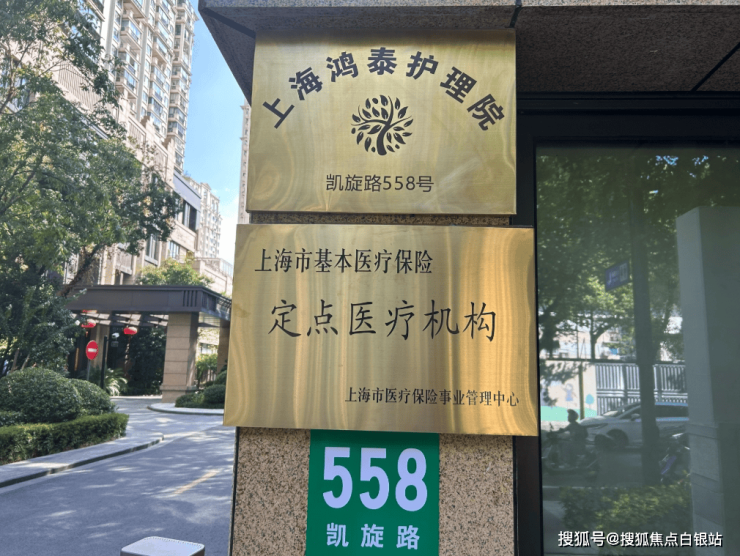 上海鸿泰护理院
凯旋路558号
上海市基本医疗保险
定点医疗机构
上海市医疗保险事业管理中心
558
凯旋路
搜狐号@搜狐焦点白银站